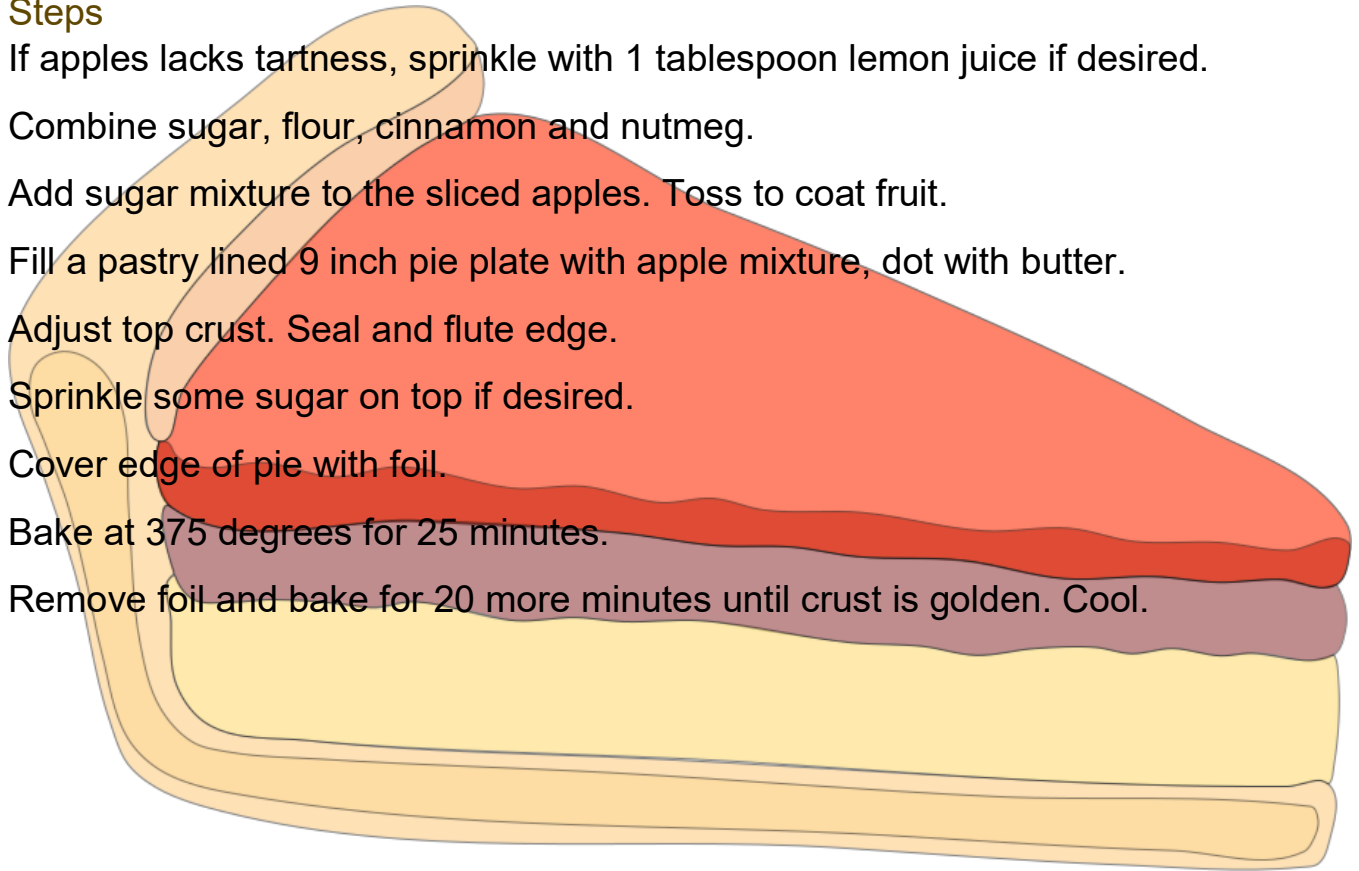 Steps
If apples lacks tartness, sprinkle with 1 tablespoon lemon juice if desired.
Combine sugar, flour, cinnamon and nutmeg.
Add sugar mixture to the sliced apples. Toss to coat fruit.
Fill a pastry lined 9 inch pie plate with apple mixture, dot with butter.
Adjust top crust. Seal and flute edge.
Sprinkle some sugar on top if desired.
Cover edge of pie with foil.
Bake at 375 degrees for 25 minutes.
Remove foil and bake for 20 more minutes until crust is golden. Cool.